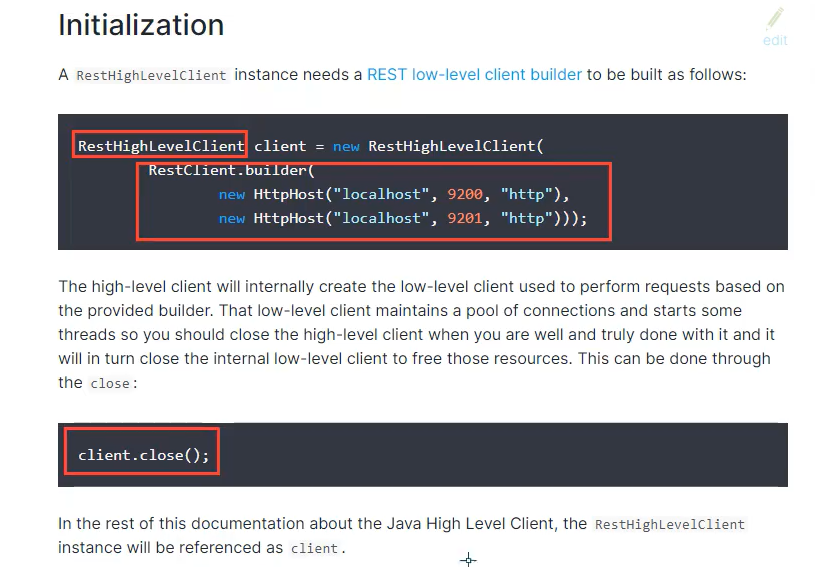 Initialization
edit
A RestHighLevelClient instance needs a REST low-level client builder to be built as follows:
RestHighLevelClient client = new RestHighLevelClient(
RestClient.builder(
new HttpHost("localhost", 9200, "http"),
new HttpHost("localhost", 9201, "http")));
The high-level client will internally create the low-level client used to perform requests based on
the provided builder. That low-level client maintains a pool of connections and starts some
threads so you should close the high-level client when you are well and truly done with it and it
will in turn close the internal low-level client to free those resources. This can be done through
the close:
client.close();
In the rest of this documentation about the Java High Level Client, the RestHighLevelClient
instance will be referenced as client.